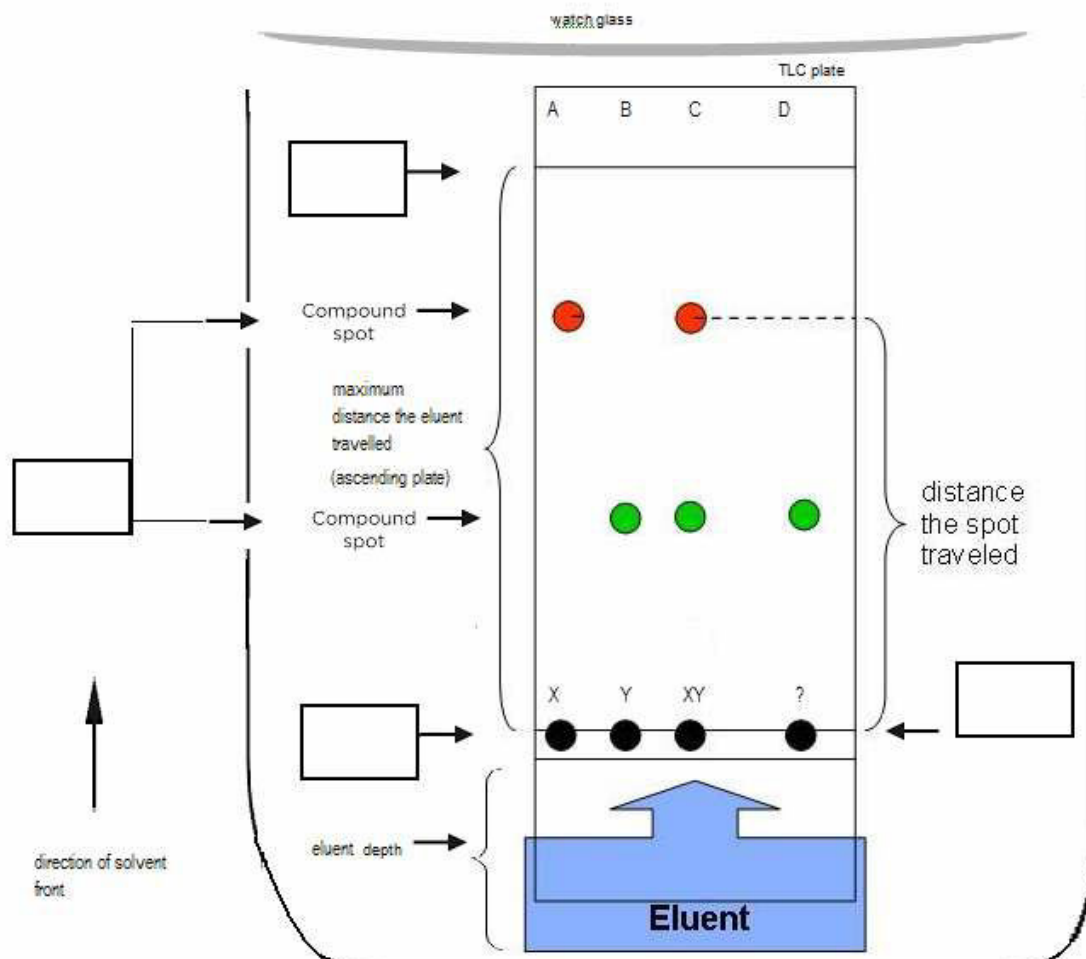 watch glass
TLC plate
A B C D
Compound
spot
maximum
distance the eluent
travelled
(ascending plate)
Compound
spot
distance
the spot
traveled
X Y XY ?
eluent depth
direction of solvent
front
Eluent